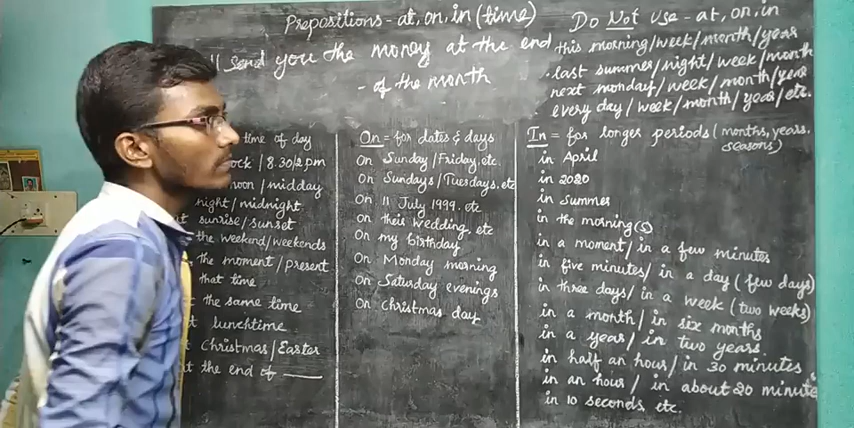 Prepositions - at, on, in (time)
send you the money at the end
- of the month
Do Not use - at, on, in
this morning/week/month/year
last summer/night/week/month
next monday/week/month/year
every day/week/month/year/etc.
time of day
ock / 8.30/2 pm
noon / midday
night/midnight
t sunrise/sunset
the weekend/weekends
the moment/present
that time
the same time
t lunchtime
t Christmas/Easter
t the end of ____
On = for dates & days
On Sunday/Friday, etc.
On Sundays/Tuesdays, etc
On 11 July 1999, etc
on their wedding, etc
On my birthday
On Monday morning
On Saturday evenings
On Christmas day
In = for longer periods (months, years, seasons)
in April
in 2020
in summer
in the morning(s)
in a moment/in a few minutes
in five minutes/in a day (few days)
in three days/in a week (two weeks)
in a month/in six months
in a year/in two years.
in half an hour/in 30 minutes
in an hour/in about 20 minutes
in 10 seconds, etc.